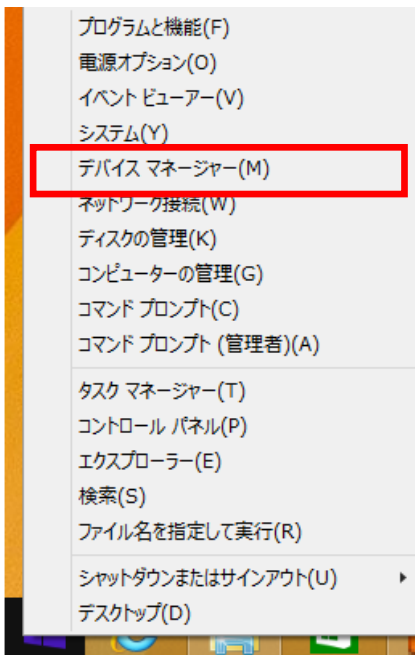 プログラムと機能(F)
電源オプション(O)
イベント ビューアー(V)
システム(Y)
デバイス マネージャー(M)
ネットワーク接続(W)
ディスクの管理(K)
コンピューターの管理(G)
コマンド プロンプト(C)
コマンド プロンプト (管理者)(A)
タスク マネージャー(T)
コントロール パネル(P)
エクスプローラー(E)
検索(S)
ファイル名を指定して実行(R)
シャットダウンまたはサインアウト(U)
デスクトップ(D)